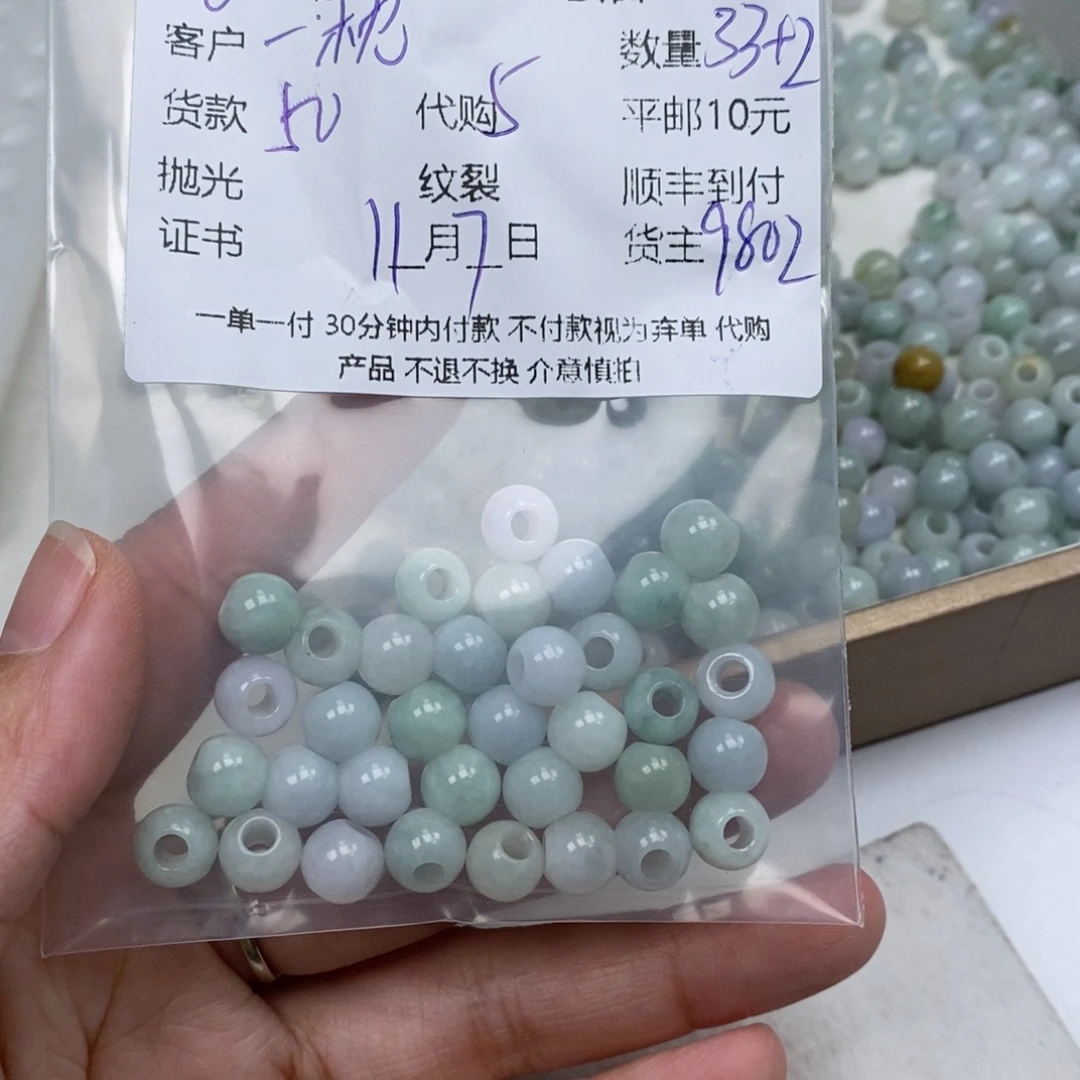 客户 一 枕 数量 33+2
货款 50 代购 5 平邮10元
抛光 纹裂 顺丰到付
证书 11月7日 货主 9802
一单一付 30分钟内付款 不付款视为弃单 代购
产品 不退不换 介意慎拍